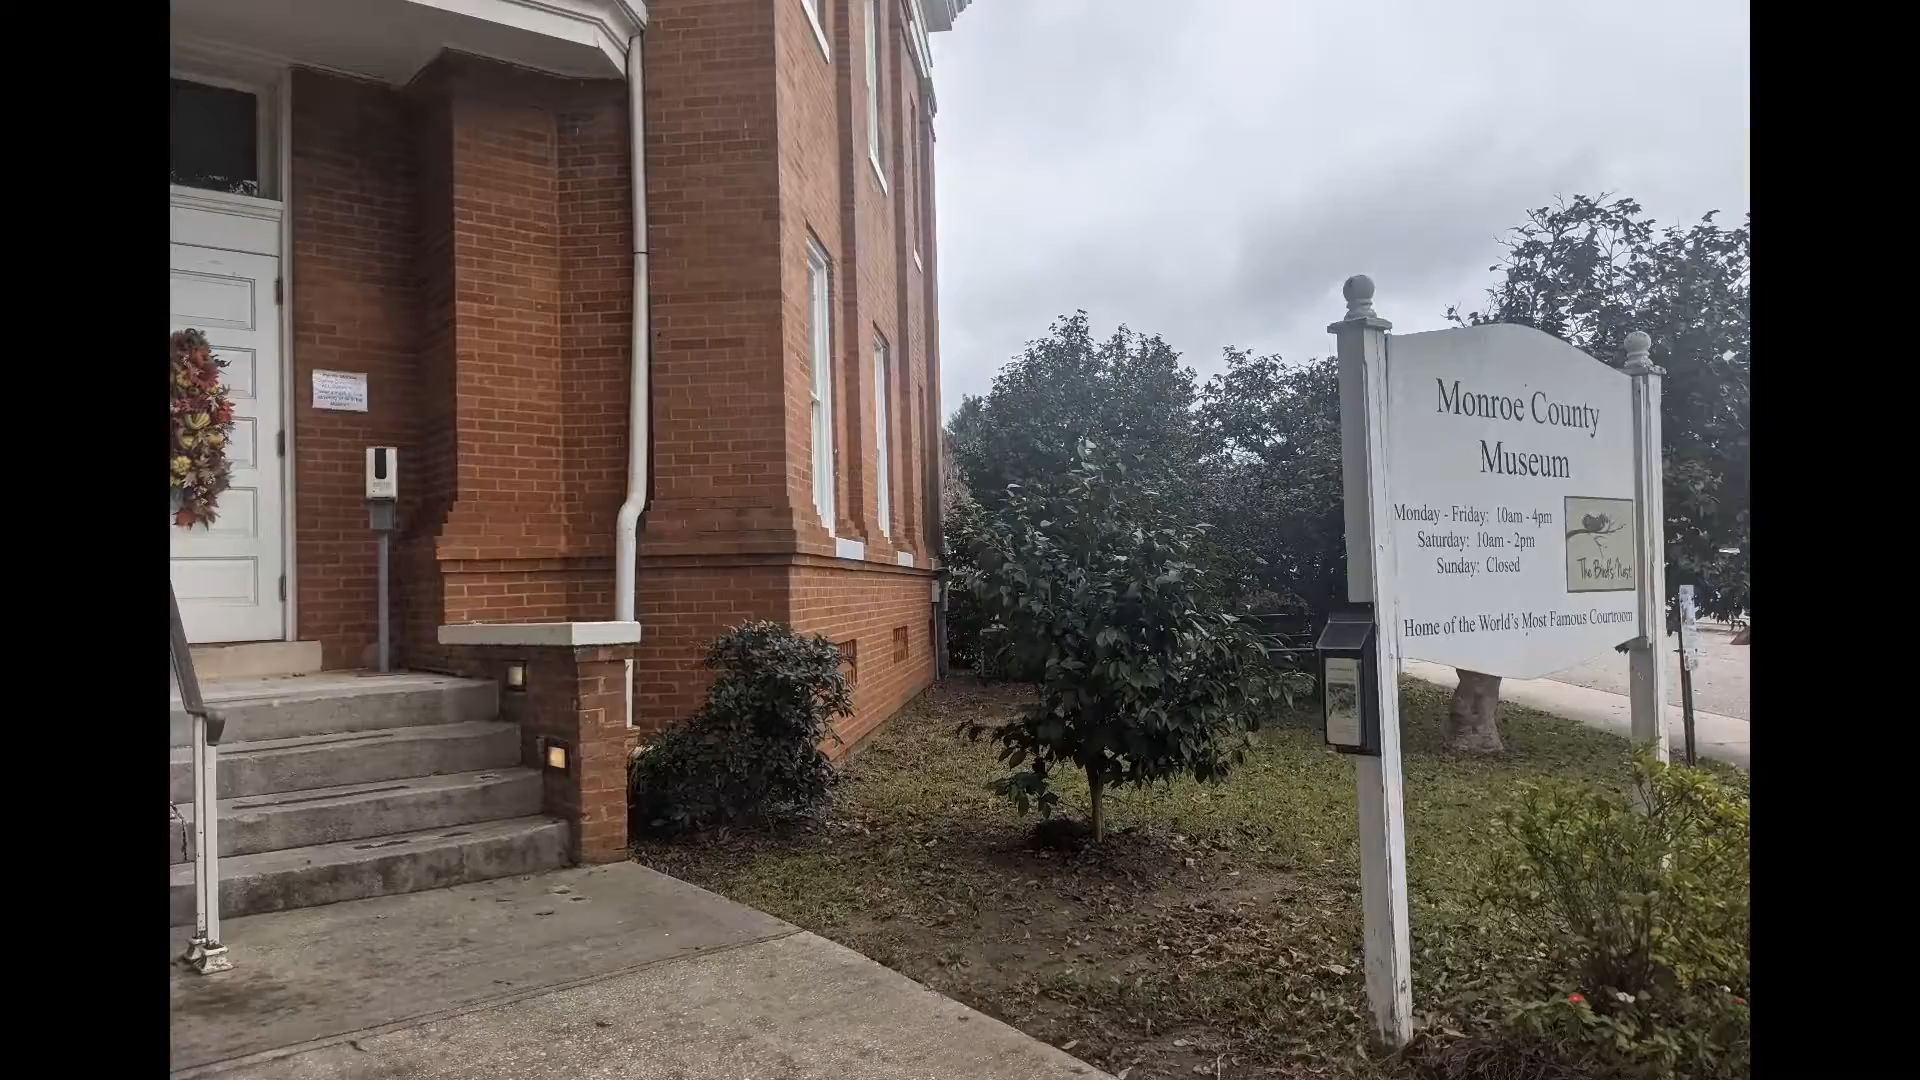 Monroe County
Museum
Monday - Friday: 10am - 4pm
Saturday: 10am - 2pm
Sunday: Closed
The Bird's Nest
Home of the World's Most Famous Courtroom